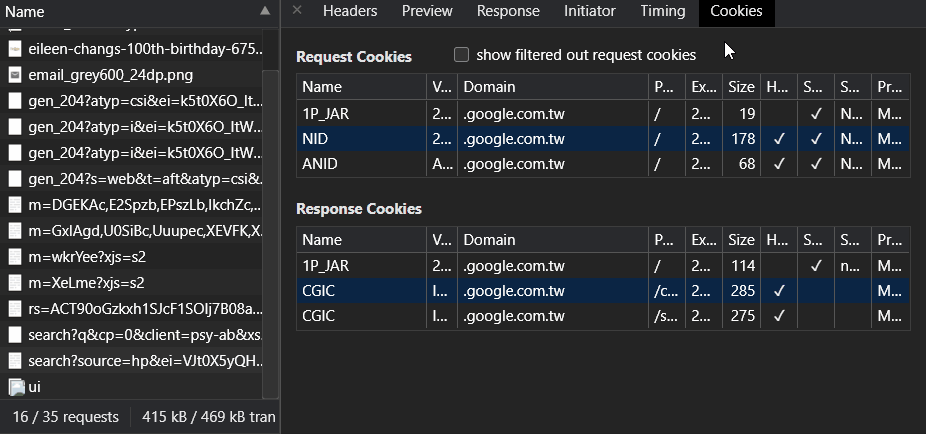 Name
eileen-changs-100th-birthday-675...
email_grey600_24dp.png
gen_204?atyp=csi&ei=k5t0X6O_It...
gen_204?atyp=i&ei=k5t0X6O_ItW...
gen_204?atyp=i&ei=k5t0X6O_ItW...
gen_204?s=web&t=aft&atyp=csi&...
m=DGEKAc,E2Spzb,EPszLb,IkchZc,...
m=GxIAgd,U0SiBc,Uuupec,XEVFK,X...
m=wkrYee?xjs=s2
m=XeLme?xjs=s2
rs=ACT90oGzkxh1SJcF1SOIj7B08a...
search?q&cp=0&client=psy-ab&xs...
search?source=hp&ei=VJt0X5yQH...
ui
16 / 35 requests 415 kB / 469 kB tran
Headers Preview Response Initiator Timing Cookies
Request Cookies show filtered out request cookies
Name V... Domain P... Ex... Size H... S... S... Pr...
1P_JAR 2... .google.com.tw / 2... 19 ✓ N... M...
NID 2... .google.com.tw / 2... 178 ✓ ✓ N... M...
ANID A... .google.com.tw / 2... 68 ✓ ✓ N... M...
Response Cookies
Name V... Domain P... Ex... Size H... S... S... Pr...
1P_JAR 2... .google.com.tw / 2... 114 ✓ n... M...
CGIC I... .google.com.tw /c... 2... 285 ✓ M...
CGIC I... .google.com.tw /s... 2... 275 ✓ M...